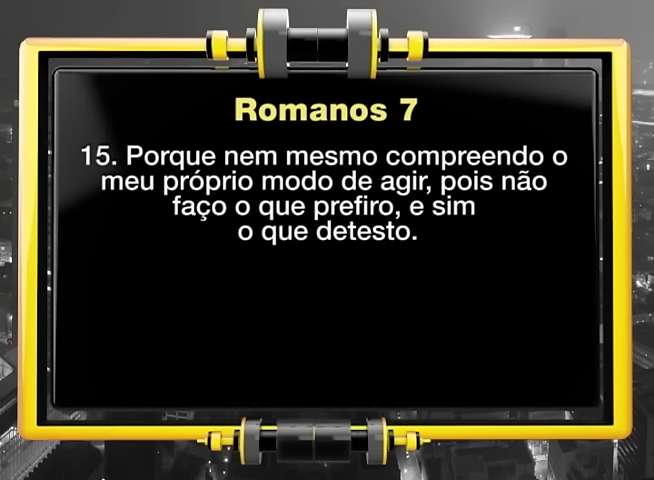 Romanos 7
15. Porque nem mesmo compreendo o
meu próprio modo de agir, pois não
faço o que prefiro, e sim
o que detesto.